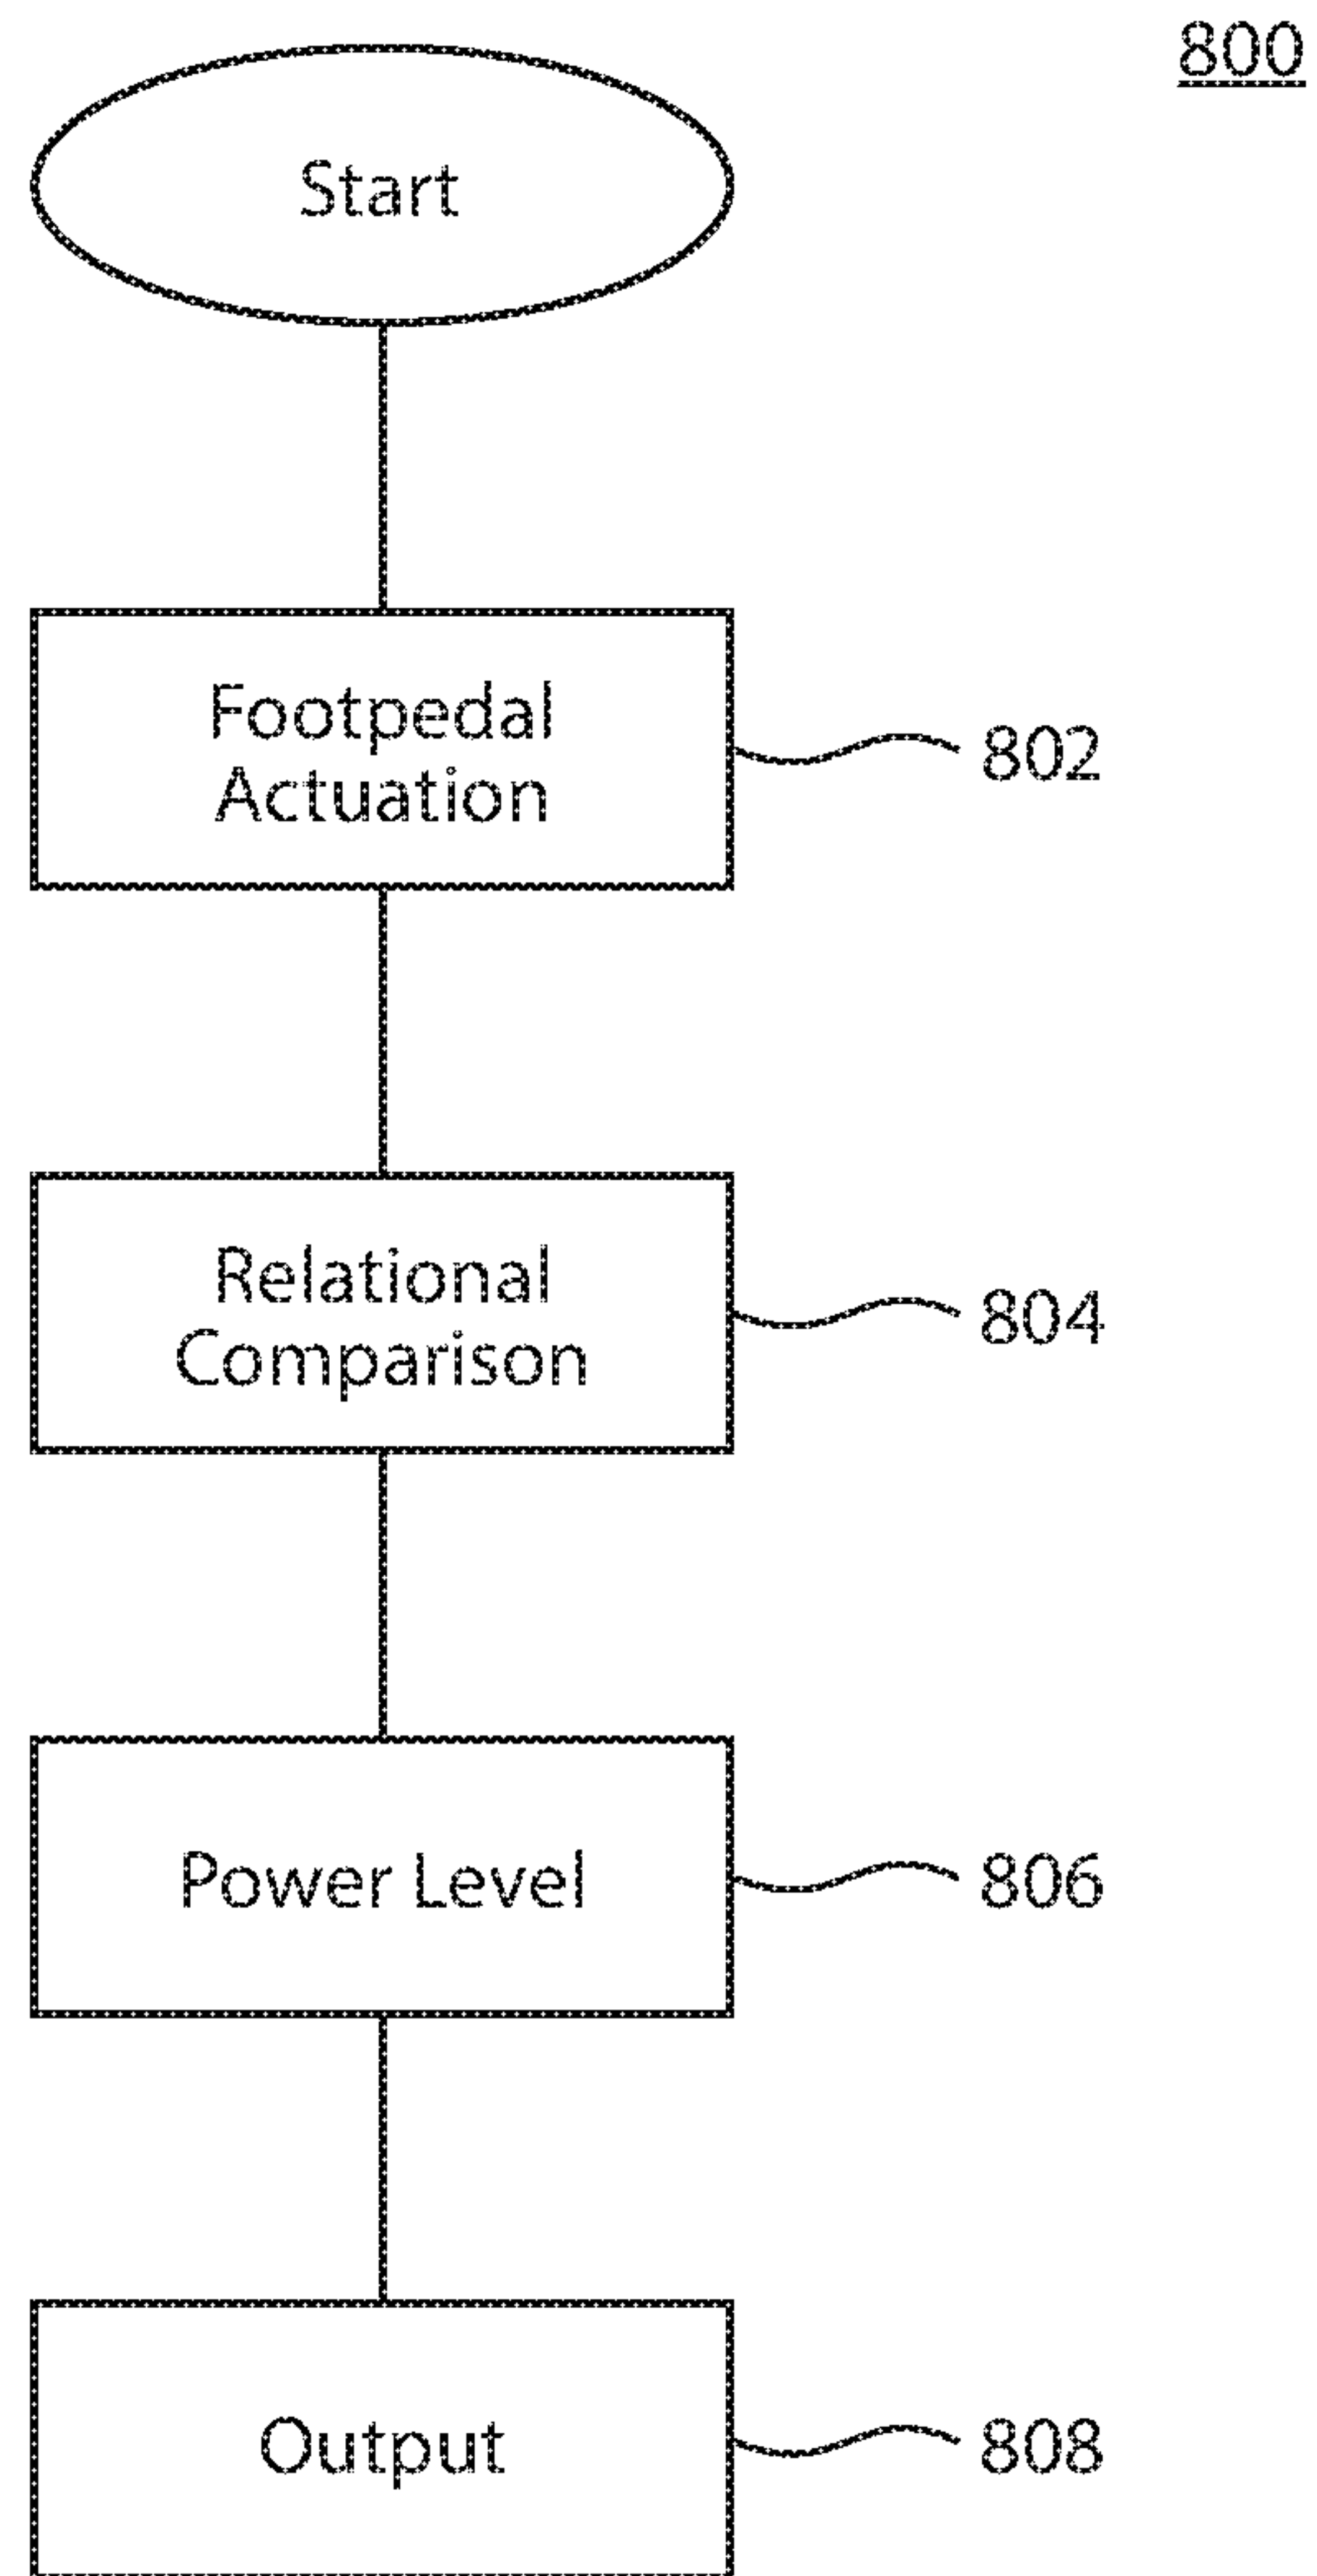 800
Start
Footpedal
Actuation
802
Relational
Comparison
804
Power Level
806
Output
808